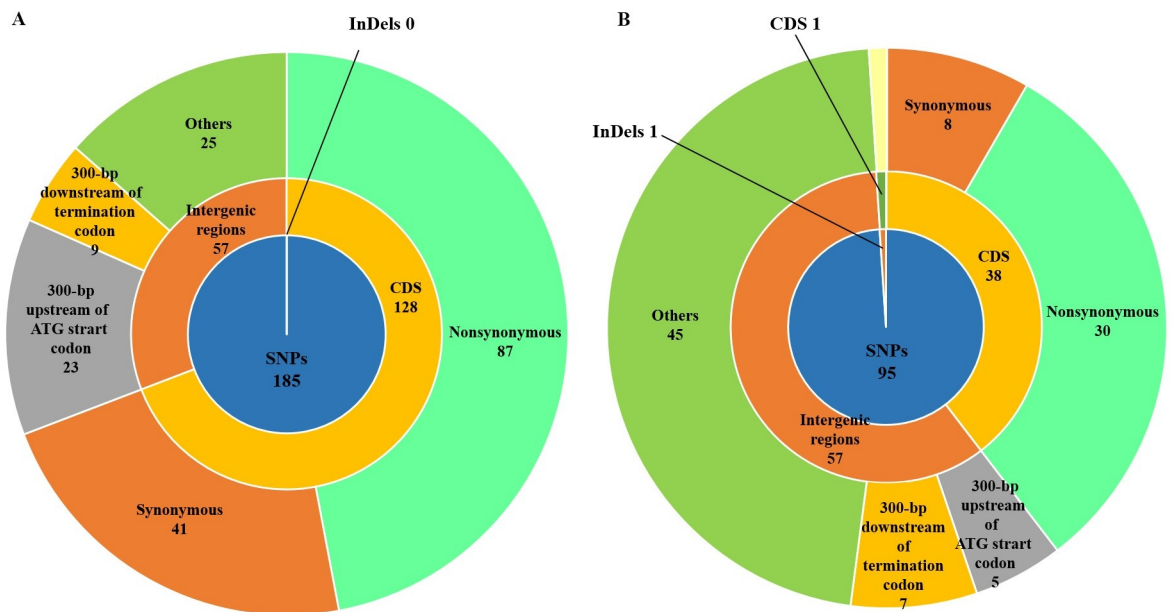 A
InDels 0
Others
25
300-bp
downstream of
termination
codon
9
Intergenic
regions
57
300-bp
upstream of
ATG strart
codon
23
CDS
128
Nonsynonymous
87
SNPs
185
Synonymous
41
B
CDS 1
InDels 1
Synonymous
8
CDS
38
Nonsynonymous
30
Others
45
SNPs
95
Intergenic
regions
57
300-bp
downstream
of
termination
codon
7
300-bp
upstream
of
ATG strart
codon
5